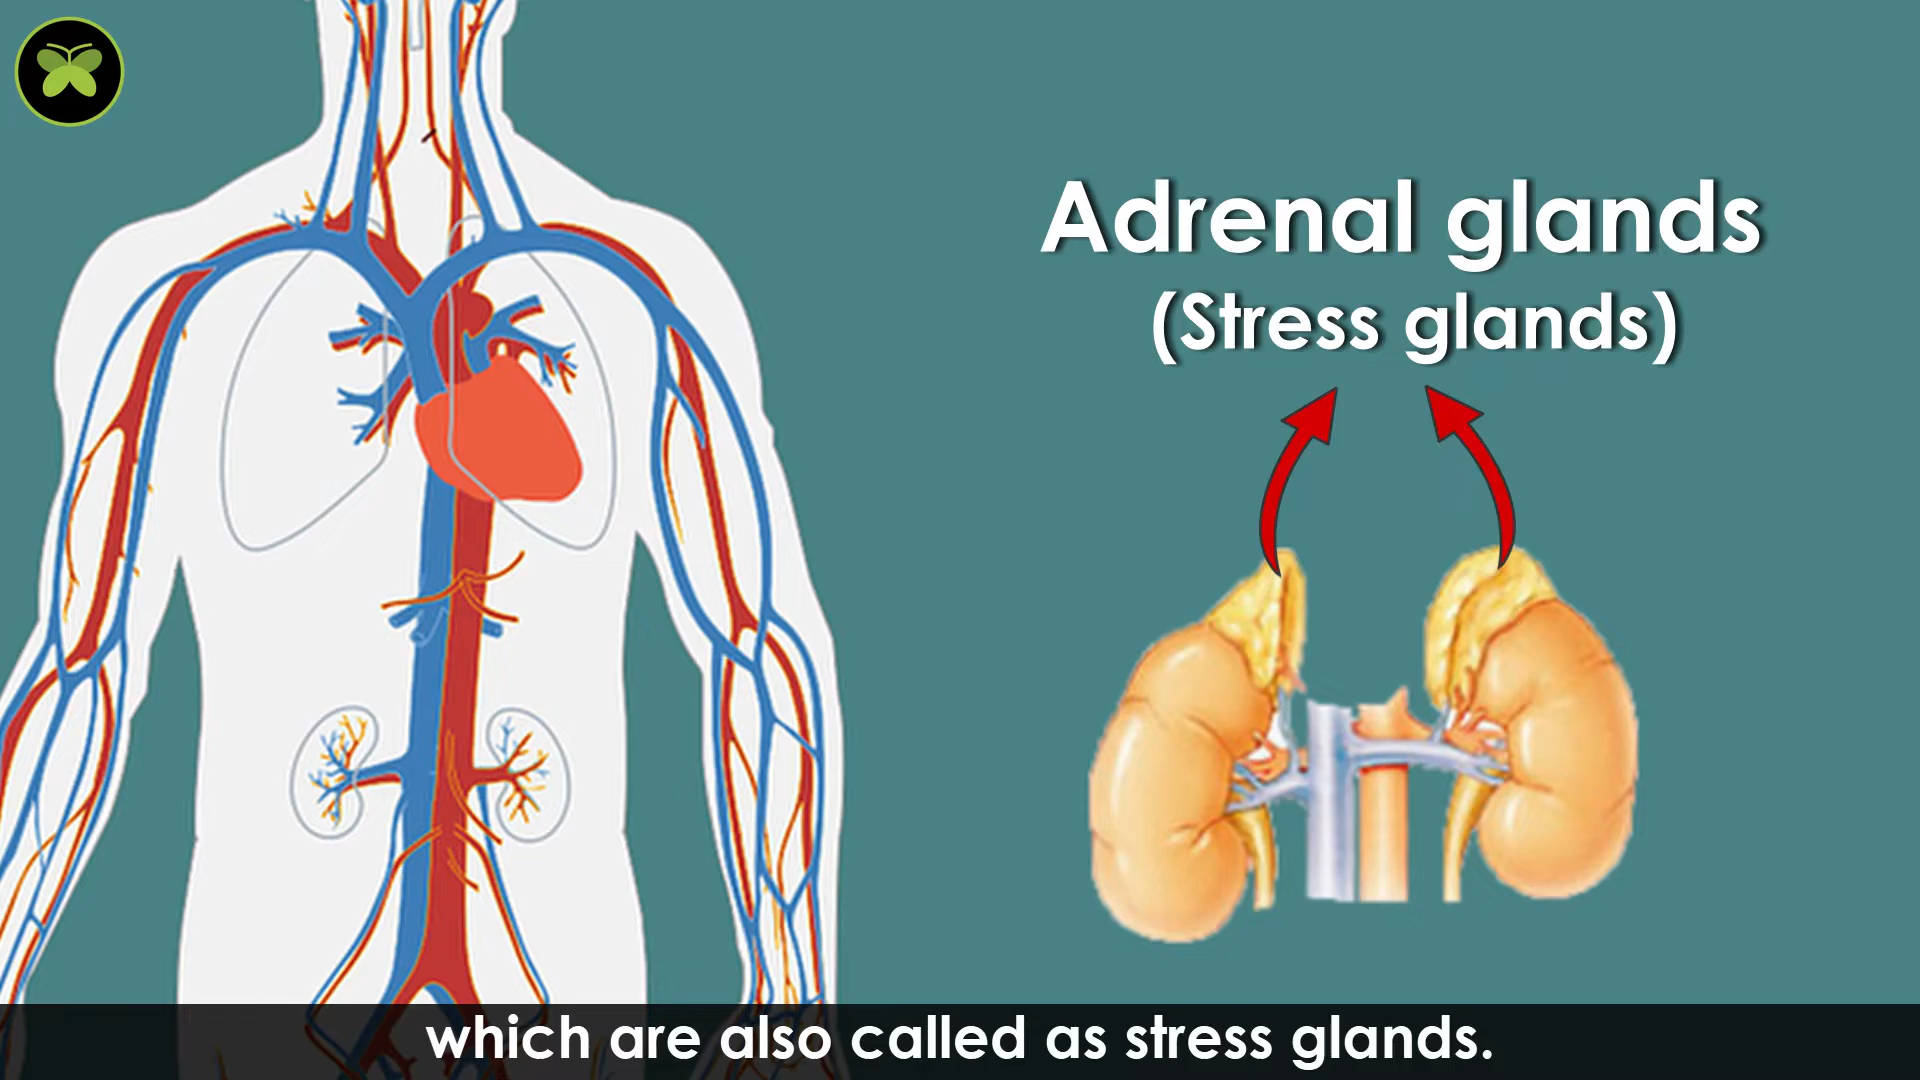 Adrenal glands
(Stress glands)
which are also called as stress glands.